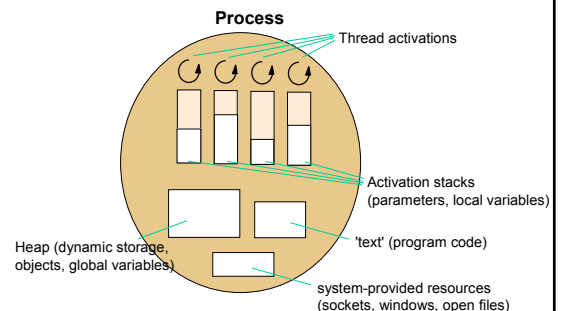 Process
Thread activations
Activation stacks
(parameters, local variables)
Heap (dynamic storage,
objects, global variables)
'text' (program code)
system-provided resources
(sockets, windows, open files)